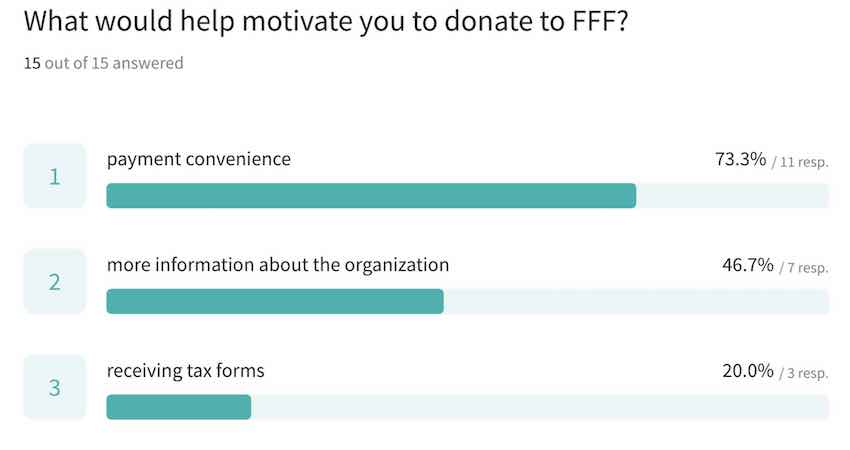 What would help motivate you to donate to FFF?
15 out of 15 answered
1 payment convenience 73.3% / 11 resp.
2 more information about the organization 46.7% / 7 resp.
3 receiving tax forms 20.0% / 3 resp.